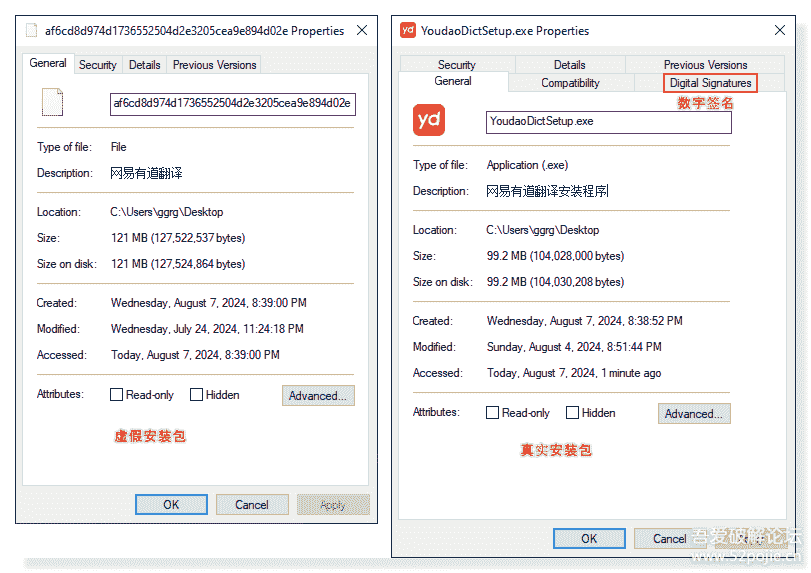 af6cd8d974d1736552504d2e3205cea9e894d02e Properties
General Security Details Previous Versions
af6cd8d974d1736552504d2e3205cea9e894d02e
Type of file: File
Description: 网易有道翻译
Location: C:\Users\ggrg\Desktop
Size: 121 MB (127,522,537 bytes)
Size on disk: 121 MB (127,524,864 bytes)
Created: Wednesday, August 7, 2024, 8:39:00 PM
Modified: Wednesday, July 24, 2024, 11:24:18 PM
Accessed: Today, August 7, 2024, 8:39:00 PM
Attributes: Read-only Hidden Advanced...
虚假安装包
OK Cancel Apply
yd YoudaoDictSetup.exe Properties
Security Details Previous Versions
General Compatibility Digital Signatures
数字签名
yd YoudaoDictSetup.exe
Type of file: Application (.exe)
Description: 网易有道翻译安装程序
Location: C:\Users\ggrg\Desktop
Size: 99.2 MB (104,028,000 bytes)
Size on disk: 99.2 MB (104,030,208 bytes)
Created: Wednesday, August 7, 2024, 8:38:52 PM
Modified: Sunday, August 4, 2024, 8:51:44 PM
Accessed: Today, August 7, 2024, 1 minute ago
Attributes: Read-only Hidden Advanced...
真实安装包
OK Cancel
吾爱破解论坛
www.52pojie.cn